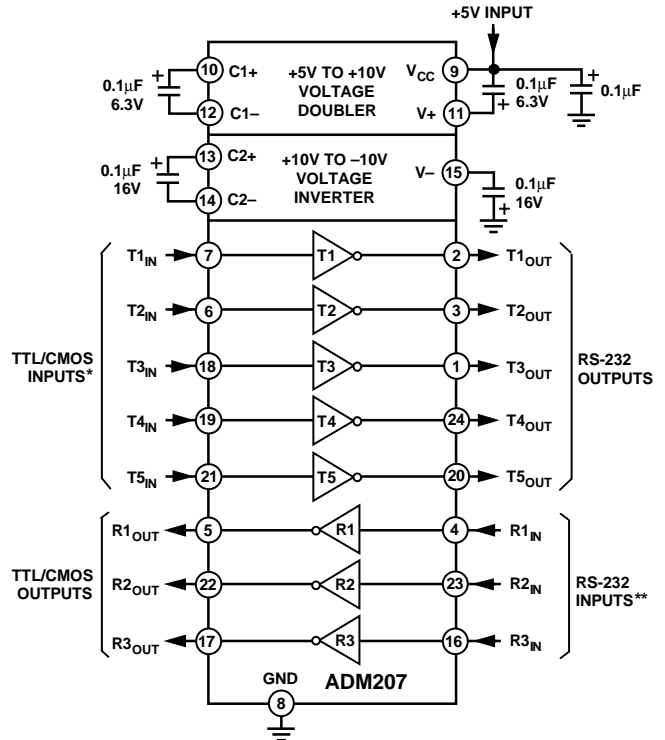 +5V INPUT
0.1µF
6.3V
+
10
C1+
12
C1–
+5V TO +10V
VOLTAGE
DOUBLER
VCC
9
V+
11
+
0.1µF
6.3V
+
0.1µF
0.1µF
16V
+
13
C2+
14
C2–
+10V TO –10V
VOLTAGE
INVERTER
V–
15
+
0.1µF
16V
TTL/CMOS
INPUTS*
T1IN 7 T1 2 T1OUT
T2IN 6 T2 3 T2OUT
T3IN 18 T3 1 T3OUT
T4IN 19 T4 24 T4OUT
T5IN 21 T5 20 T5OUT
RS-232
OUTPUTS
TTL/CMOS
OUTPUTS
R1OUT 5 R1 4 R1IN
R2OUT 22 R2 23 R2IN
R3OUT 17 R3 16 R3IN
RS-232
INPUTS**
GND
8
ADM207